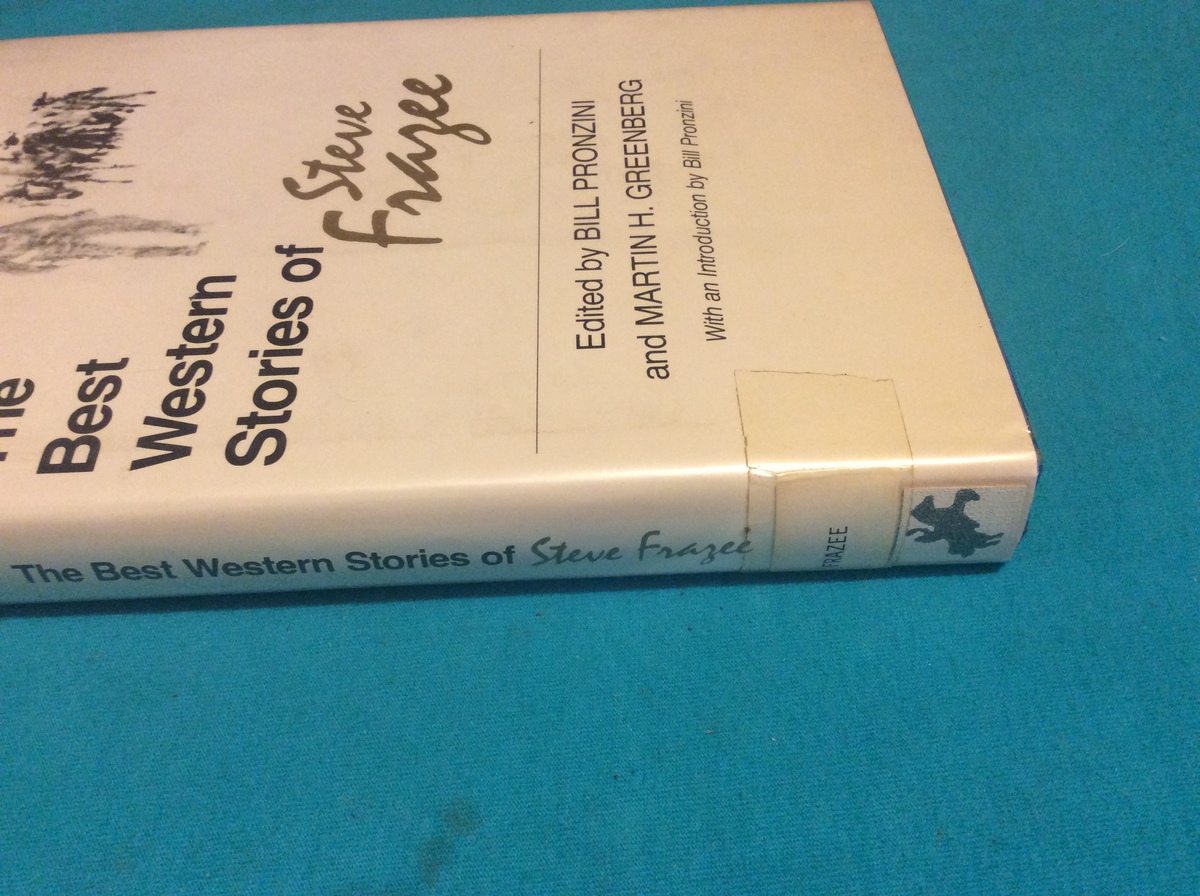 The
Best
Western
Stories of
Steve
Frazee
Edited by BILL PRONZINI
and MARTIN H. GREENBERG
With an Introduction by Bill Pronzini
The Best Western Stories of Steve Frazee
FRAZEE